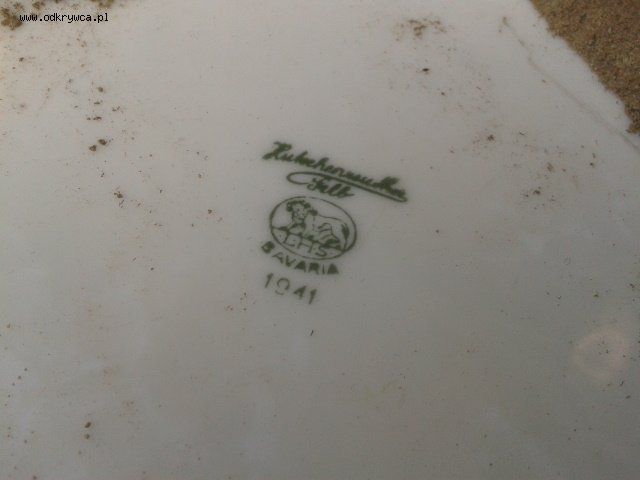 www.odkrywca.pl
Hutschenreuther
Selb
LHS
BAVARIA
1941